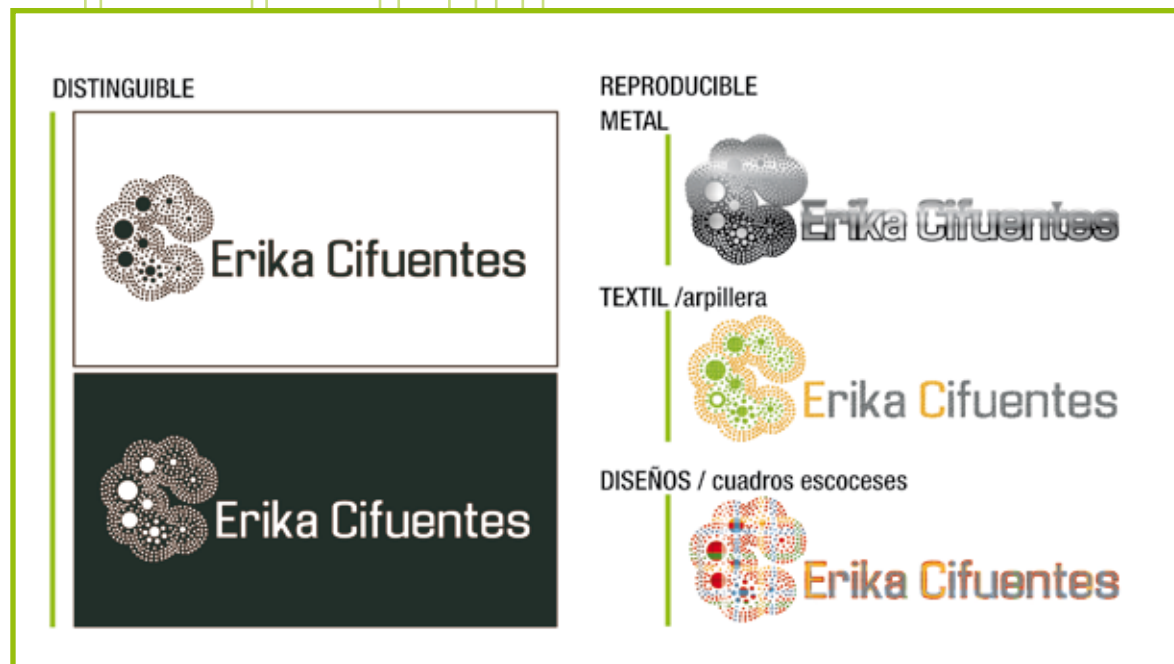 DISTINGUIBLE
Erika Cifuentes
Erika Cifuentes
REPRODUCIBLE
METAL
Erika Cifuentes
TEXTIL /arpillera
Erika Cifuentes
DISEÑOS / cuadros escoceses
Erika Cifuentes